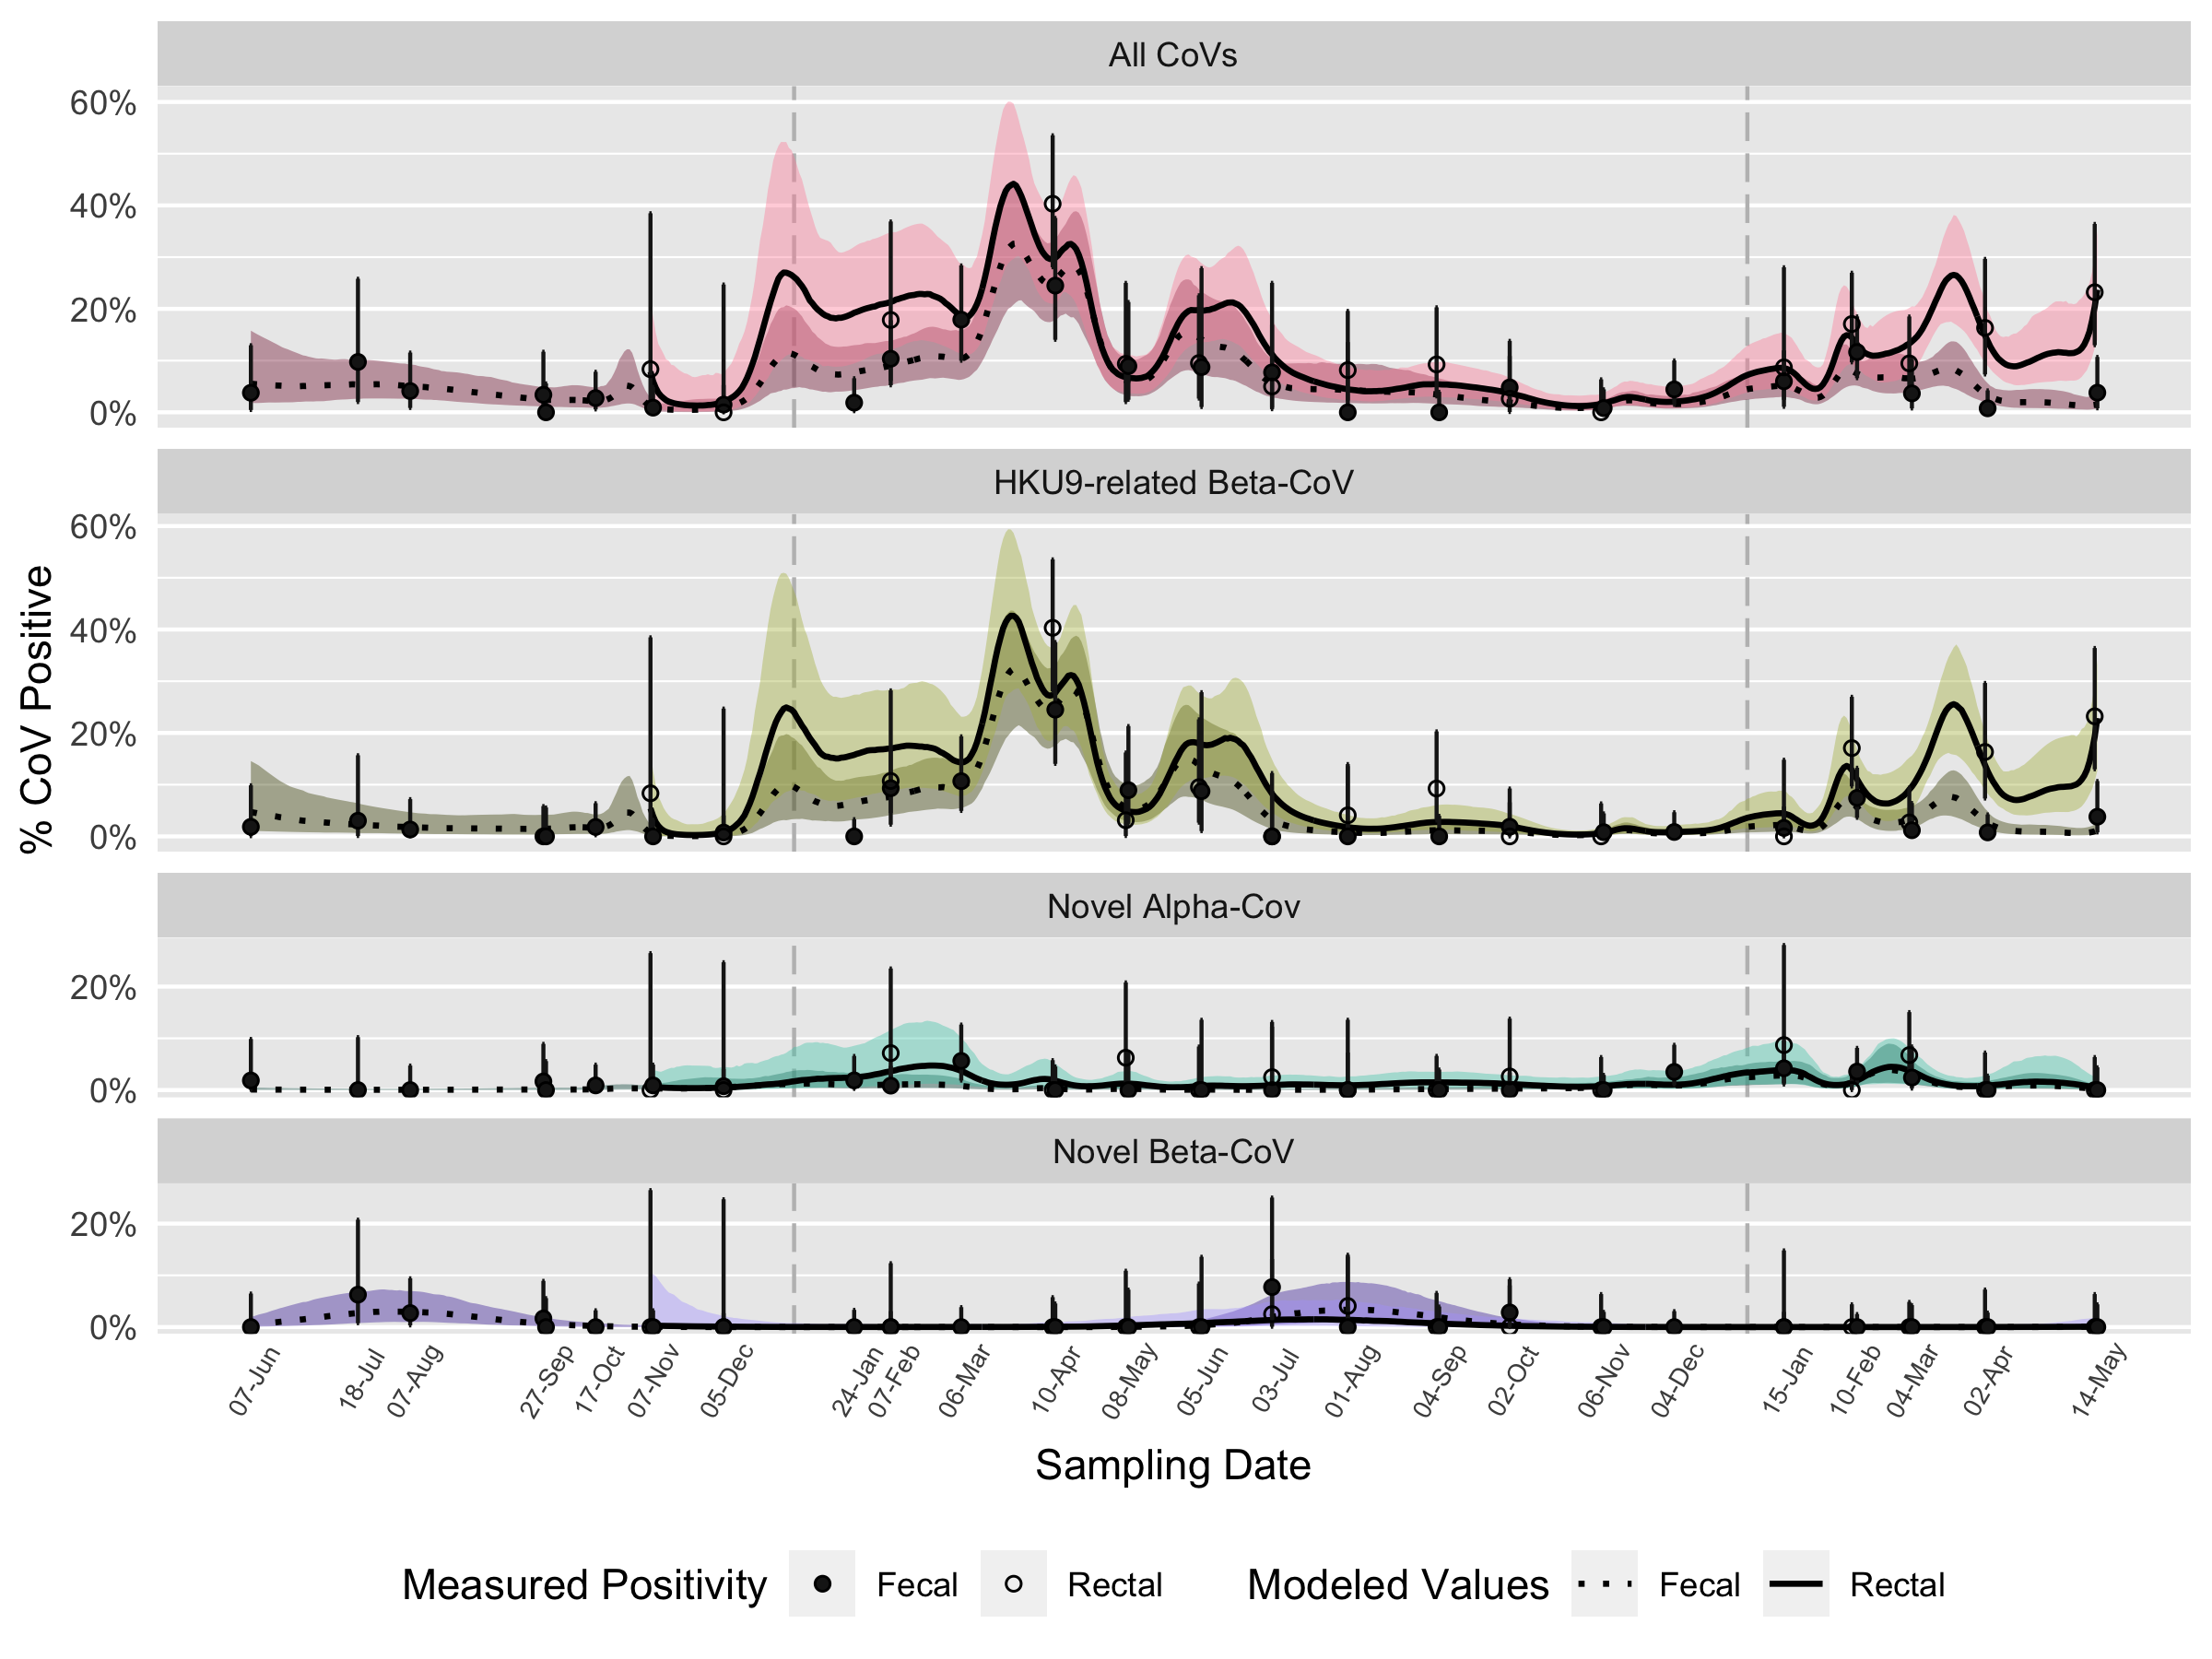 All CoVs
60%
40%
20%
0%
HKU9-related Beta-CoV
60%
40%
20%
0%
% CoV Positive
Novel Alpha-Cov
20%
0%
Novel Beta-CoV
20%
0%
07-Jun 18-Jul 07-Aug 27-Sep 17-Oct 07-Nov 05-Dec 24-Jan 07-Feb 06-Mar 10-Apr 08-May 05-Jun 03-Jul 01-Aug 04-Sep 02-Oct 06-Nov 04-Dec 15-Jan 10-Feb 04-Mar 02-Apr 14-May
Sampling Date
Measured Positivity Fecal Rectal Modeled Values Fecal Rectal